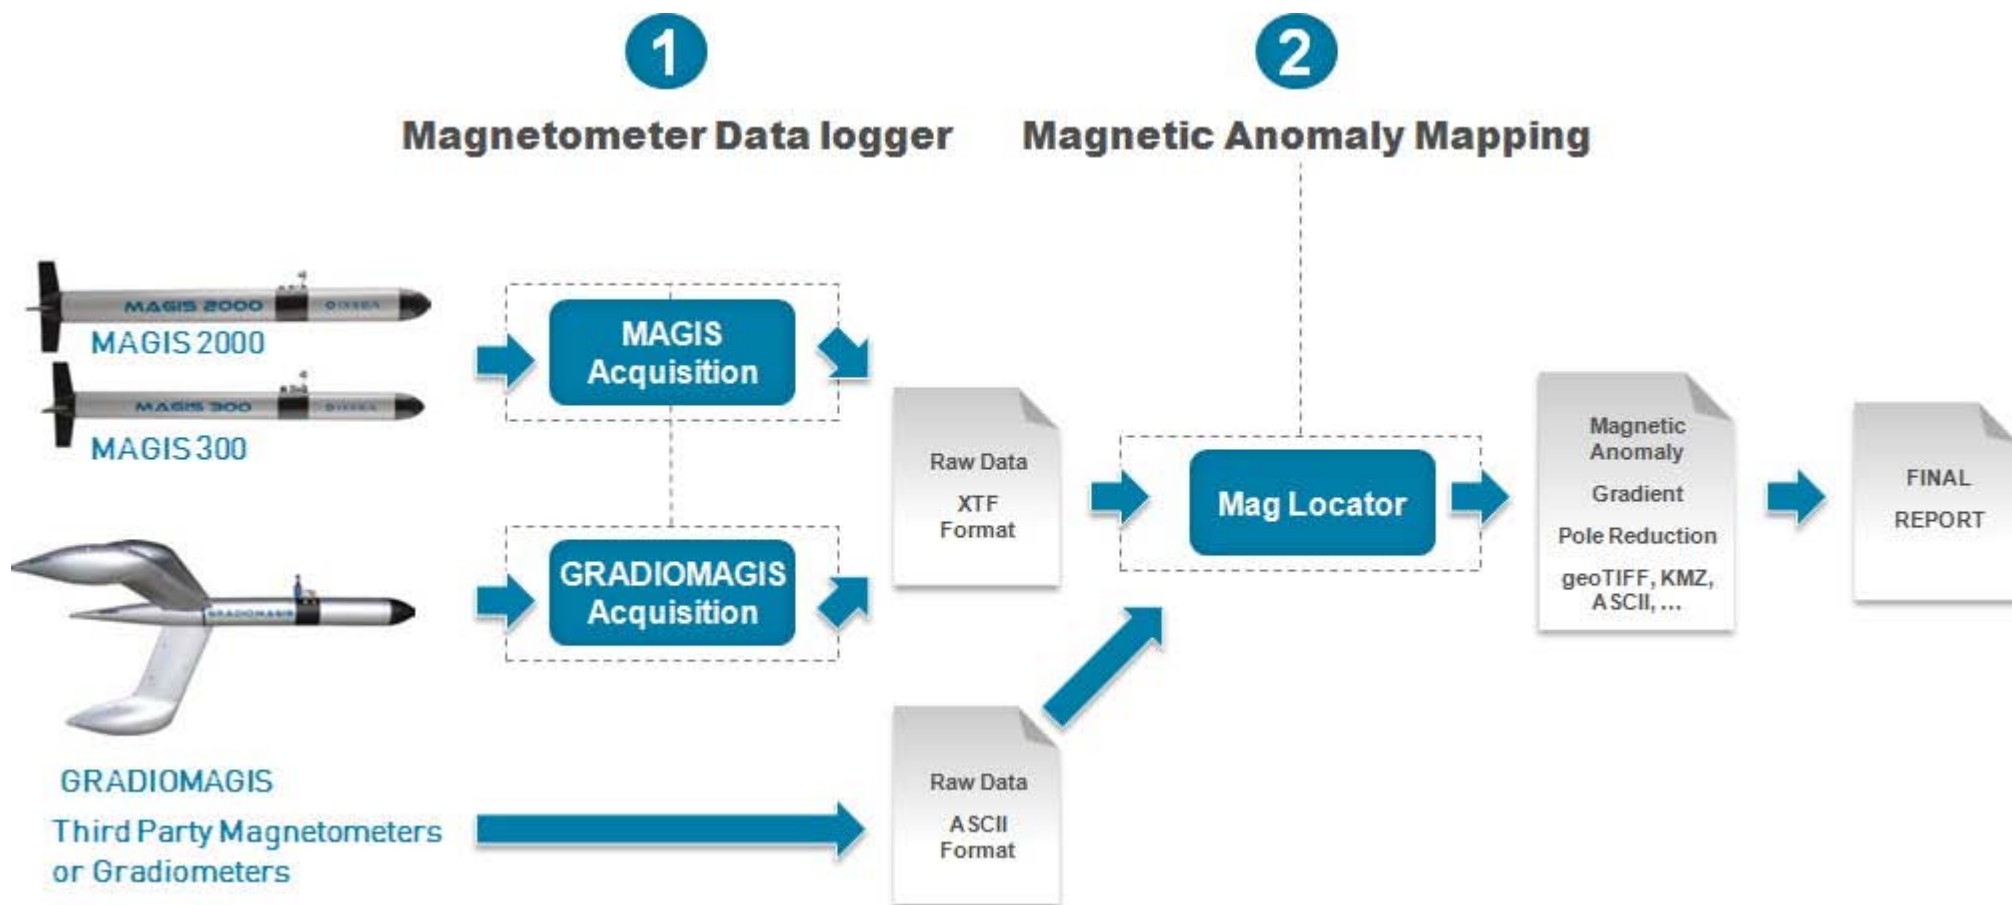 1
2
Magnetometer Data logger
Magnetic Anomaly Mapping
MAGIS 2000
MAGIS 2000
MAGIS 300
MAGIS 300
MAGIS
Acquisition
Raw Data
XTF
Format
Mag Locator
Magnetic
Anomaly
Gradient
Pole Reduction
geoTIFF, KMZ,
ASCII, ...
FINAL
REPORT
GRADIOMAGIS
GRADIOMAGIS
Acquisition
GRADIOMAGIS
Third Party Magnetometers
or Gradiometers
Raw Data
ASCII
Format